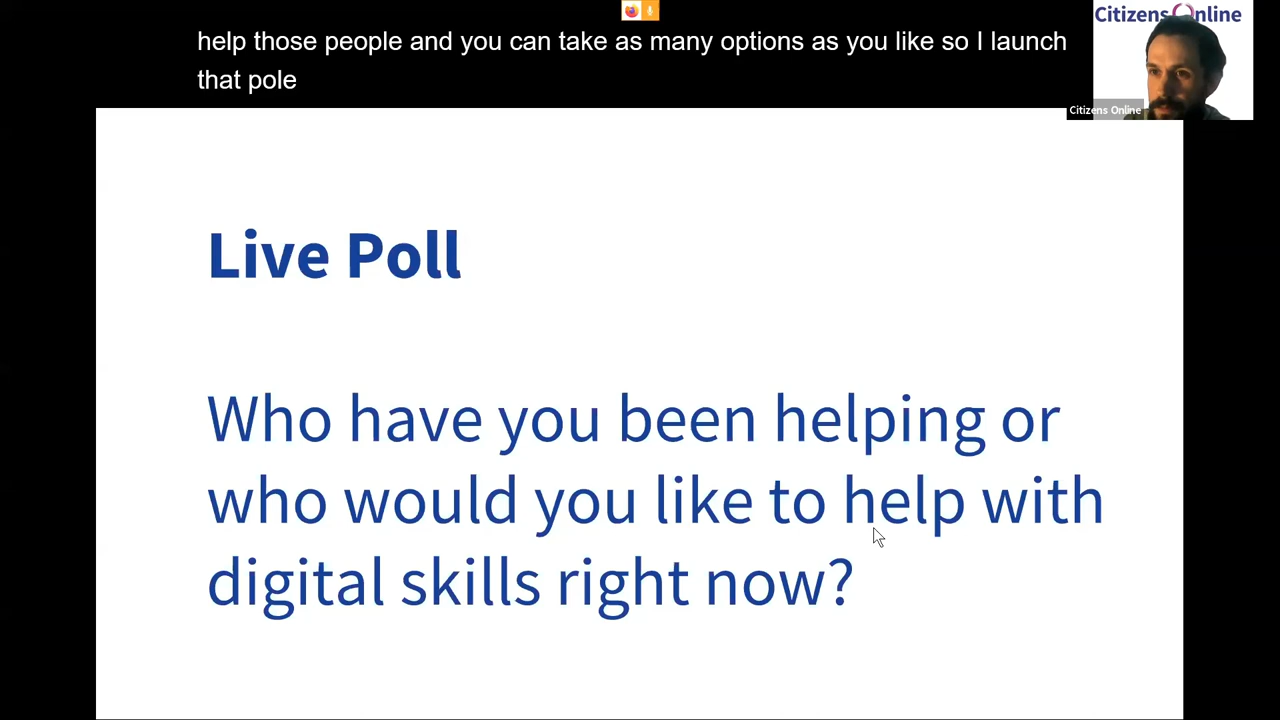 help those people and you can take as many options as you like so I launch
that pole
Citizens Online
Citizens Online
Live Poll
Who have you been helping or
who would you like to help with
digital skills right now?